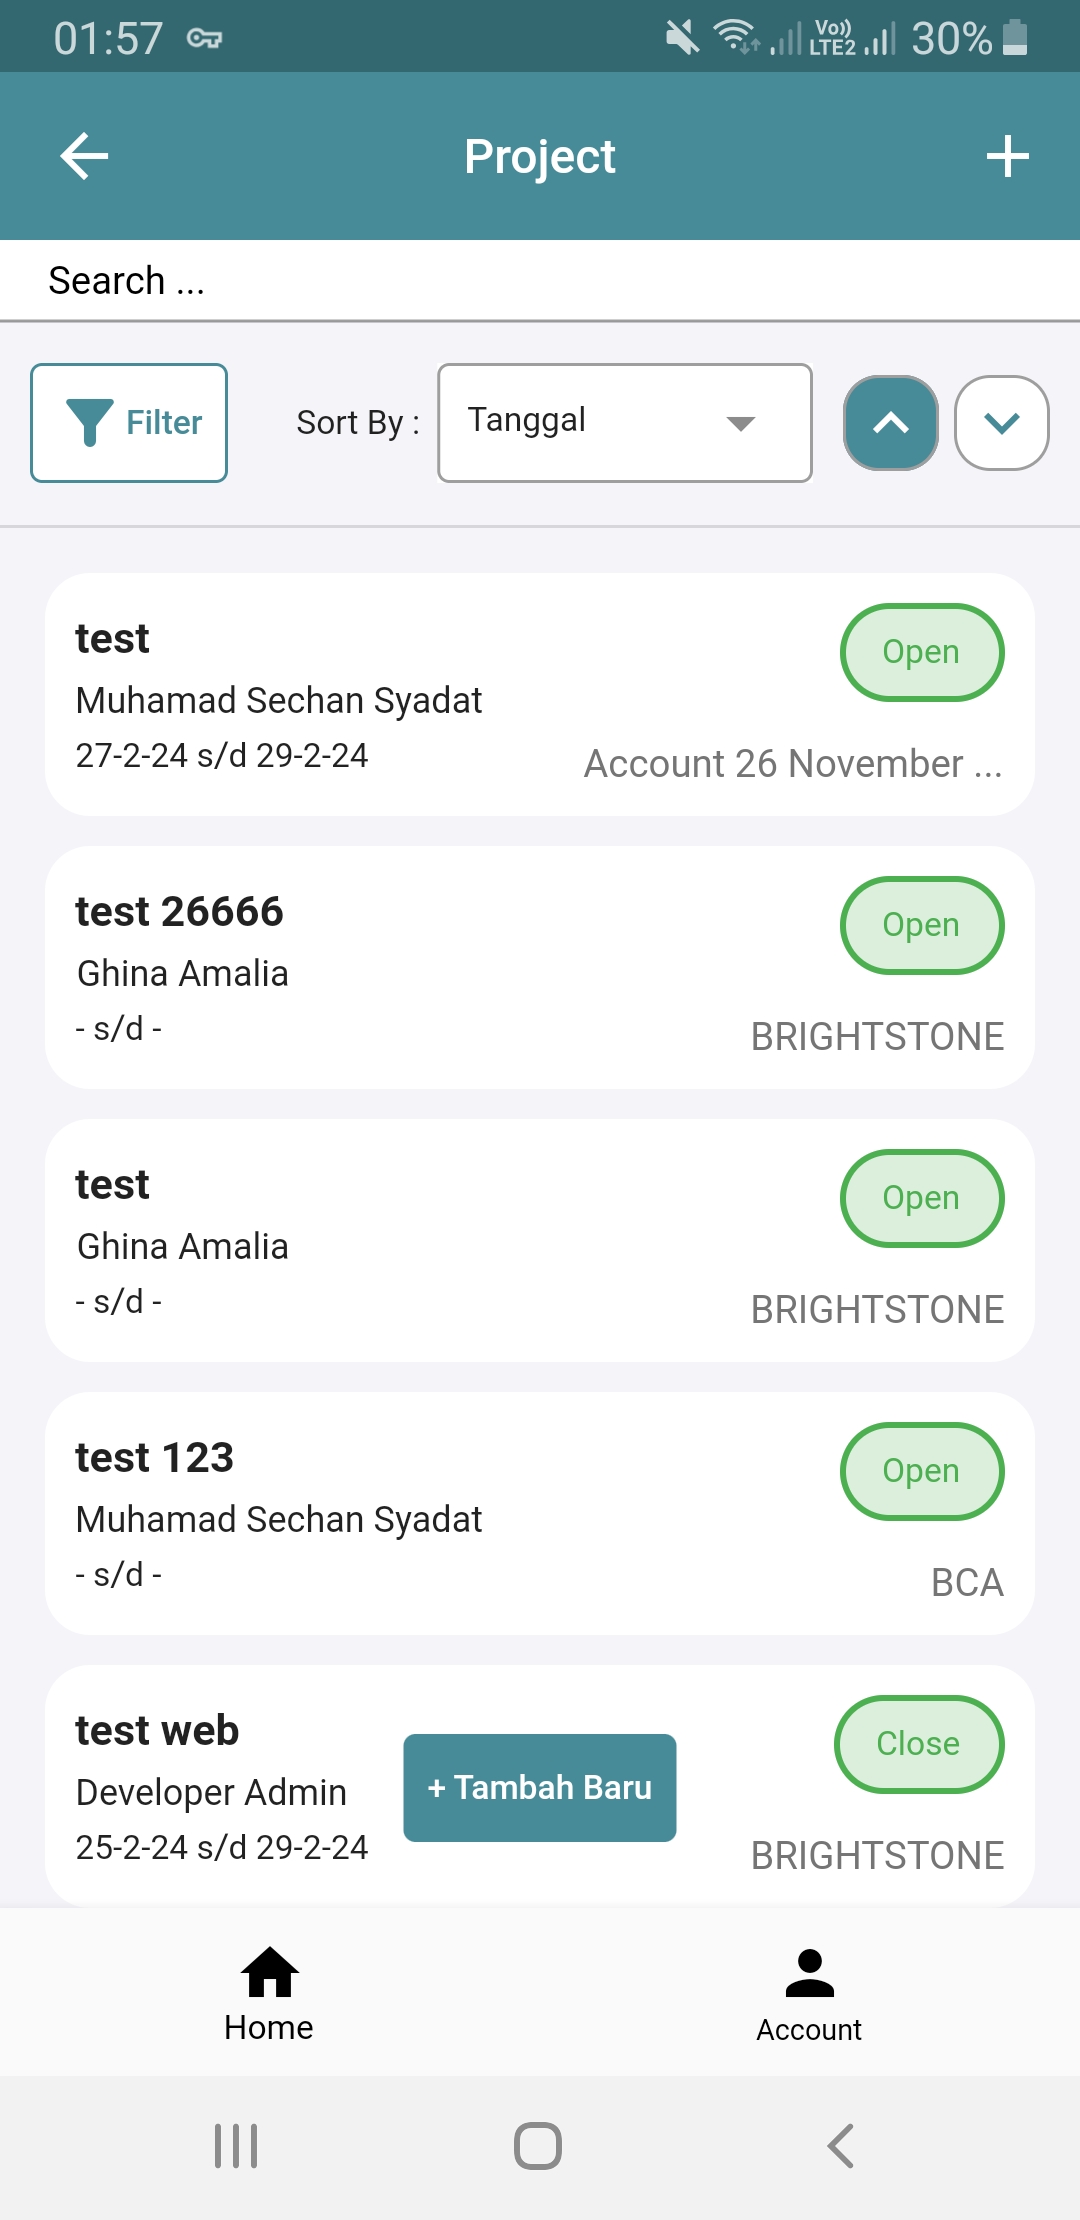 01:57 Vo)) LTE2 30%
Project
Search ...
Filter Sort By : Tanggal
test Open
Muhamad Sechan Syadat
27-2-24 s/d 29-2-24 Account 26 November ...
test 26666 Open
Ghina Amalia
- s/d - BRIGHTSTONE
test Open
Ghina Amalia
- s/d - BRIGHTSTONE
test 123 Open
Muhamad Sechan Syadat
- s/d - BCA
test web Close
Developer Admin + Tambah Baru
25-2-24 s/d 29-2-24 BRIGHTSTONE
Home Account